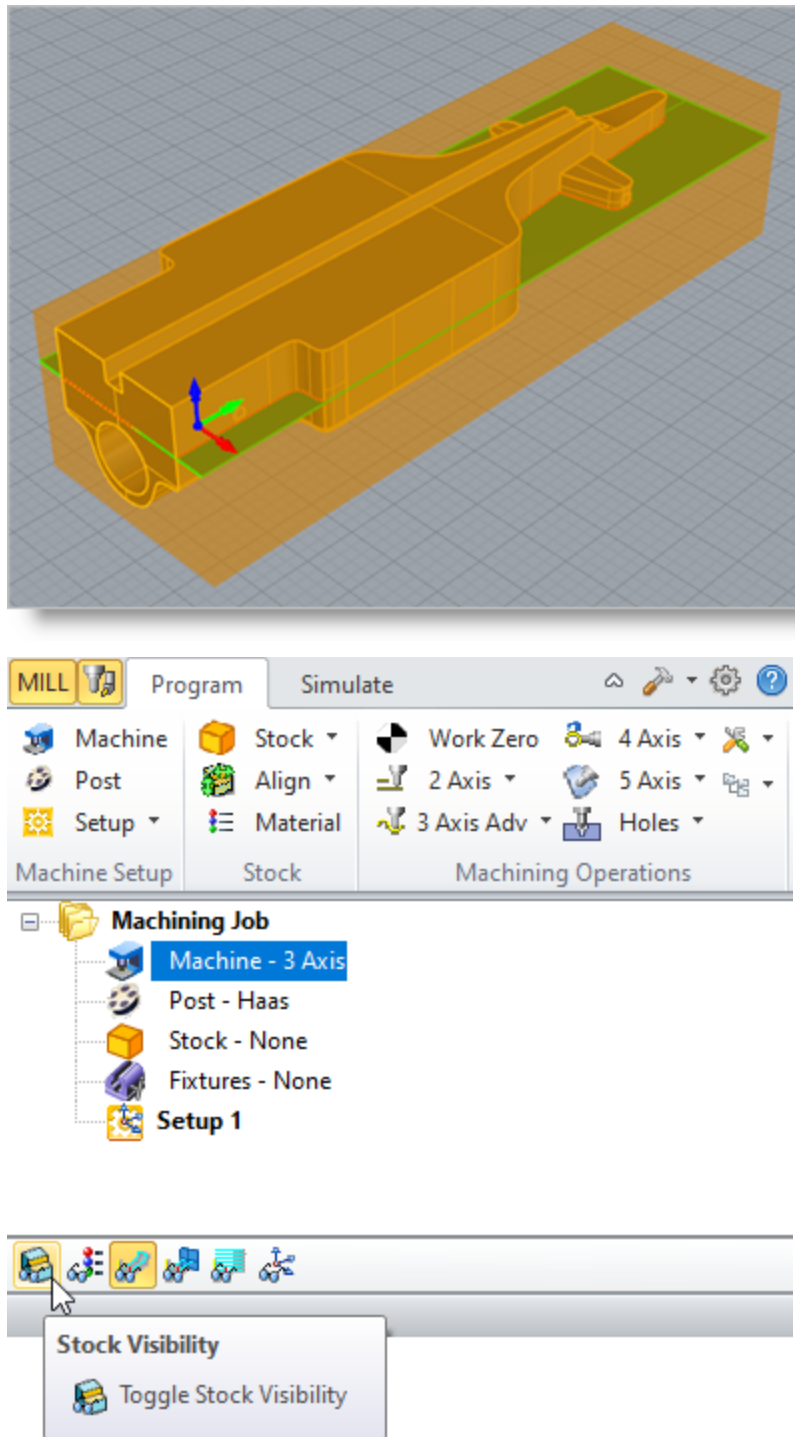 MILL Program Simulate
Machine Stock Work Zero 4 Axis
Post Align 2 Axis 5 Axis
Setup Material 3 Axis Adv Holes
Machine Setup Stock Machining Operations
Machining Job
Machine - 3 Axis
Post - Haas
Stock - None
Fixtures - None
Setup 1
Stock Visibility
Toggle Stock Visibility